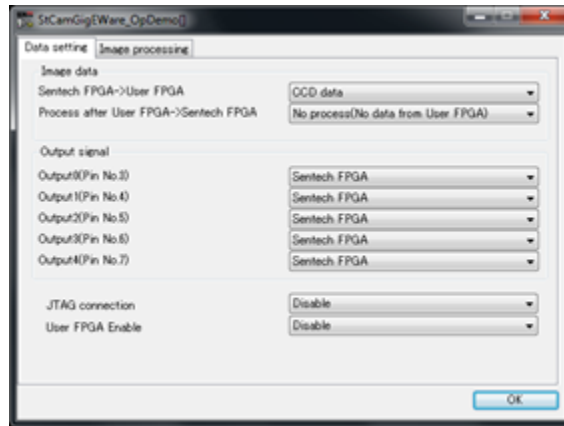 StCamGigEWare_OpDemo[]
Data setting Image processing
Image data
Sentech FPGA->User FPGA CCD data
Process after User FPGA->Sentech FPGA No process(No data from User FPGA)
Output signal
Output0(Pin No.3) Sentech FPGA
Output1(Pin No.4) Sentech FPGA
Output2(Pin No.5) Sentech FPGA
Output3(Pin No.6) Sentech FPGA
Output4(Pin No.7) Sentech FPGA
JTAG connection Disable
User FPGA Enable Disable
OK